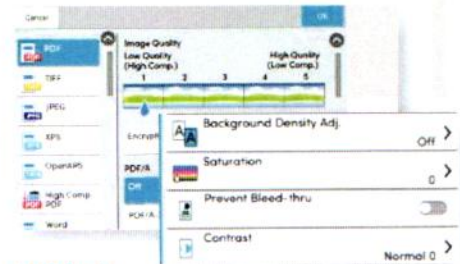 Cancel
OK
PDF
TIFF
JPEG
XPS
OpenXPS
High Comp.
PDF
Word
Image Quality
Low Quality
(High Comp.)
High Quality
(Low Comp.)
1 2 3 4 5
PDF/A
Off
PDF/A
Background Density Adj.
Off
Saturation
0
Prevent Bleed-thru
Contrast
Normal 0